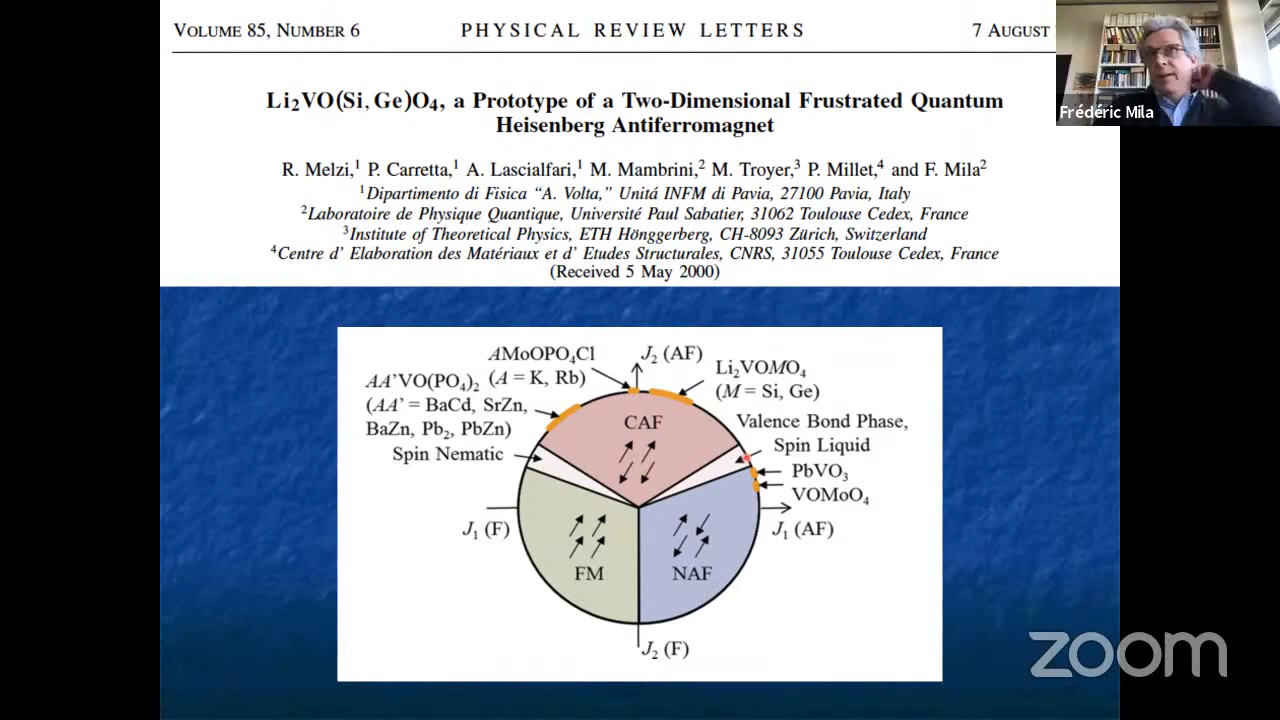 VOLUME 85, NUMBER 6 PHYSICAL REVIEW LETTERS 7 AUGUST
Li₂VO(Si, Ge)O₄, a Prototype of a Two-Dimensional Frustrated Quantum
Heisenberg Antiferromagnet
R. Melzi,¹ P. Carretta,¹ A. Lascialfari,¹ M. Mambrini,² M. Troyer,³ P. Millet,⁴ and F. Mila²
¹Dipartimento di Fisica “A. Volta,” Unitá INFM di Pavia, 27100 Pavia, Italy
²Laboratoire de Physique Quantique, Université Paul Sabatier, 31062 Toulouse Cedex, France
³Institute of Theoretical Physics, ETH Hönggerberg, CH-8093 Zürich, Switzerland
⁴Centre d’ Elaboration des Matériaux et d’ Etudes Structurales, CNRS, 31055 Toulouse Cedex, France
(Received 5 May 2000)
Frédéric Mila
AMoOPO₄Cl
(A = K, Rb)
J₂ (AF)
Li₂VOMO₄
(M = Si, Ge)
AA’VO(PO₄)₂
(AA’ = BaCd, SrZn,
BaZn, Pb₂, PbZn)
Spin Nematic
CAF
Valence Bond Phase,
Spin Liquid
PbVO₃
VOMoO₄
J₁ (F)
J₁ (AF)
FM
NAF
J₂ (F)
zoom